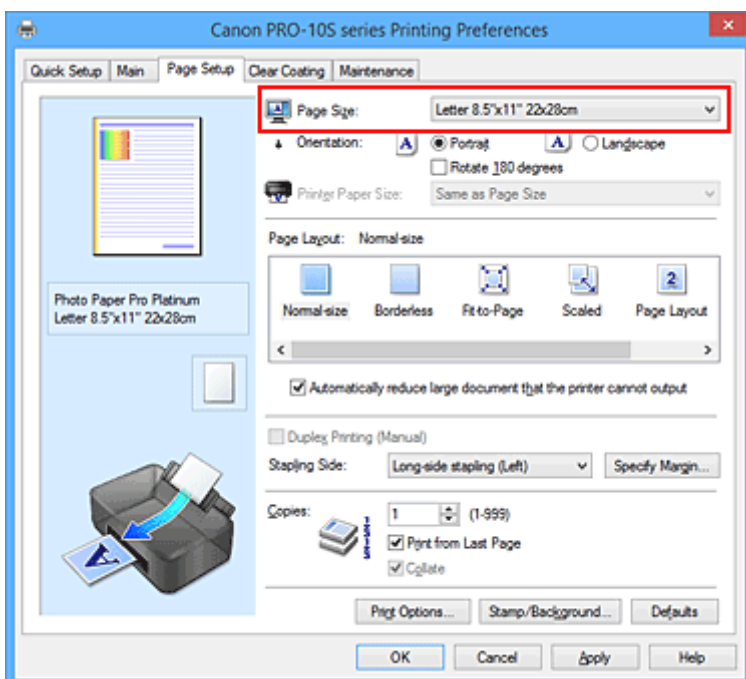 Canon PRO-10S series Printing Preferences
Quick Setup Main Page Setup Clear Coating Maintenance
Page Size: Letter 8.5"x11" 22x28cm
Orientation: A Portrait A Landscape
Rotate 180 degrees
Printer Paper Size: Same as Page Size
Page Layout: Normal-size
2
Normal-size Borderless Fit-to-Page Scaled Page Layout
Photo Paper Pro Platinum
Letter 8.5"x11" 22x28cm
Automatically reduce large document that the printer cannot output
Duplex Printing (Manual)
Stapling Side: Long-side stapling (Left) Specify Margin...
Copies: 1 (1-999)
Print from Last Page
Collate
A
Print Options... Stamp/Background... Defaults
OK Cancel Apply Help